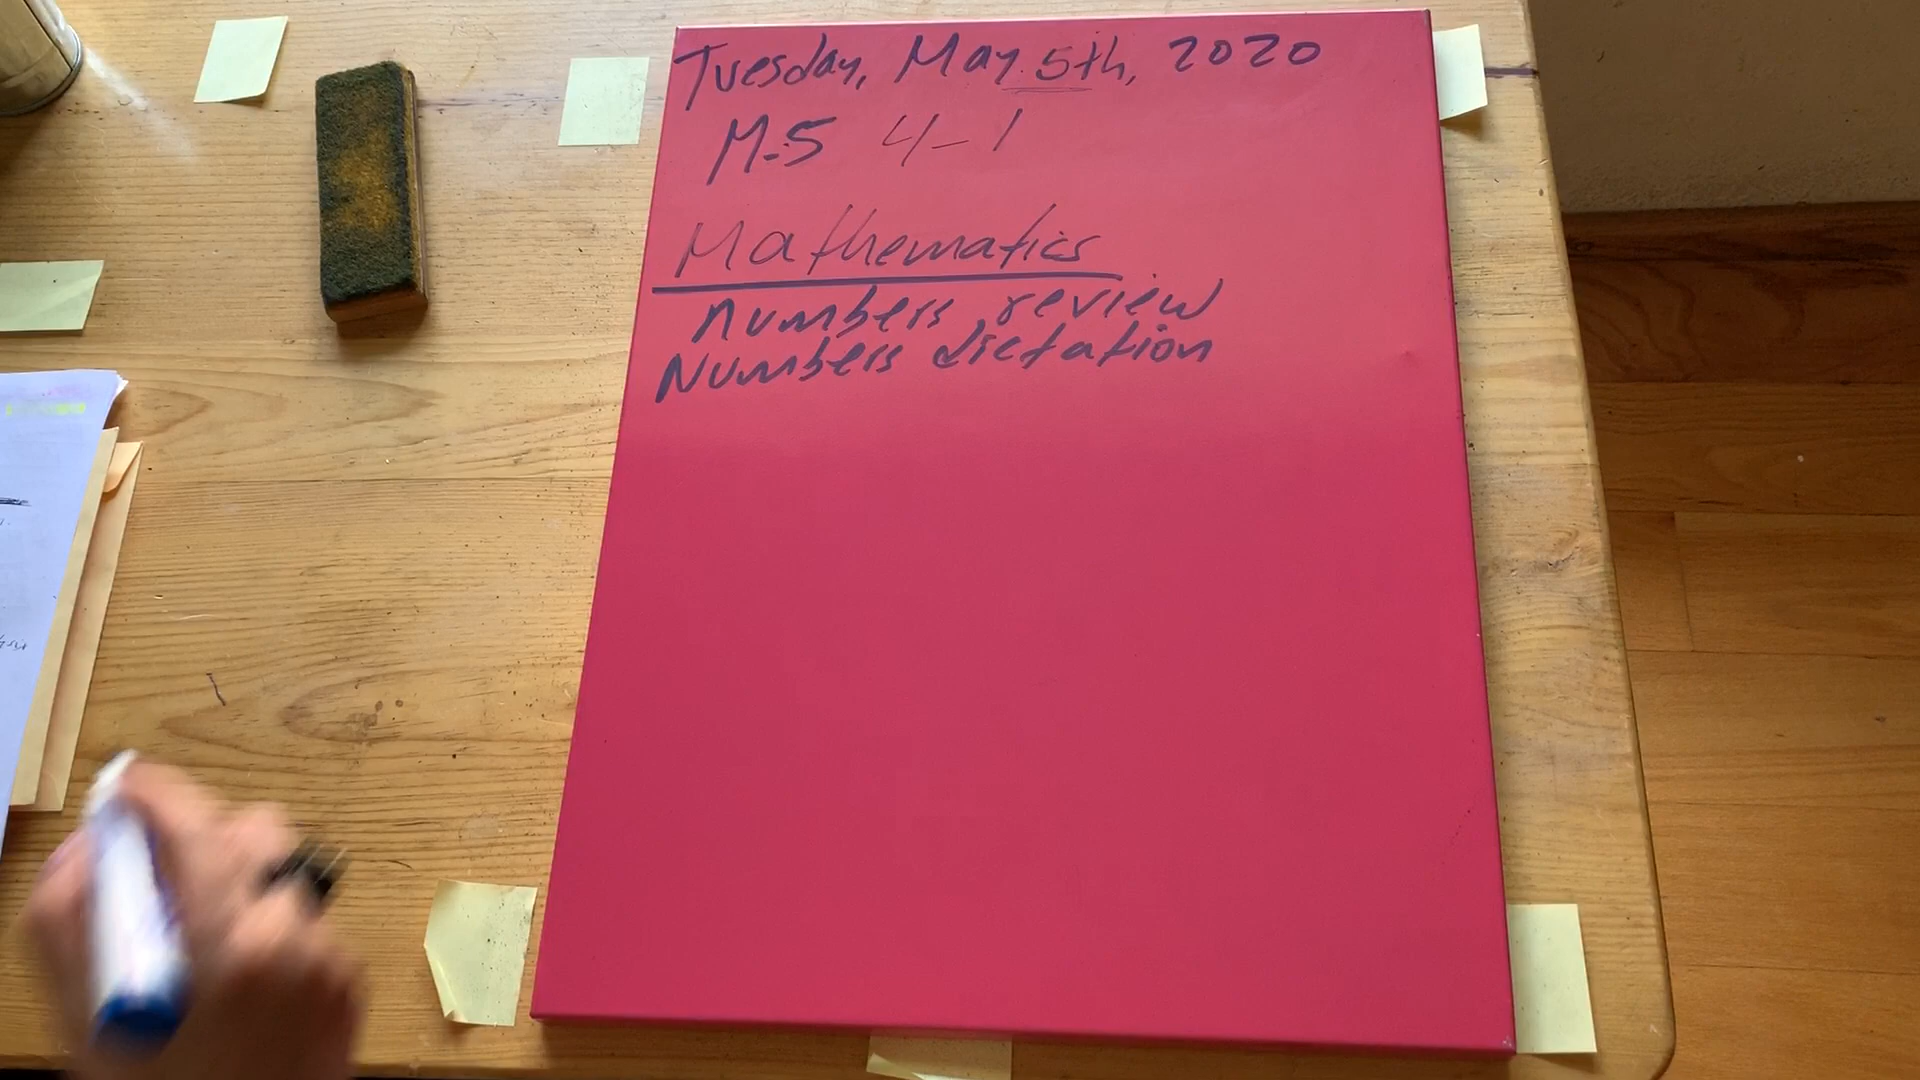 Tuesday, May 5th, 2020
M-5 4-1
Mathematics
Numbers review
Numbers dictation